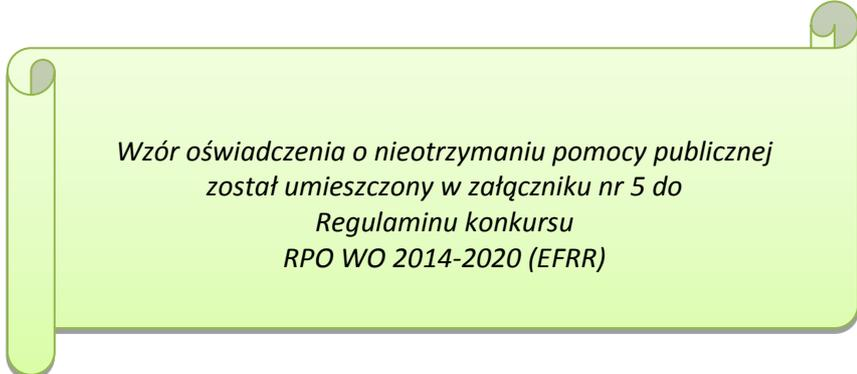 Wzór oświadczenia o nieotrzymaniu pomocy publicznej
został umieszczony w załączniku nr 5 do
Regulaminu konkursu
RPO WO 2014-2020 (EFRR)